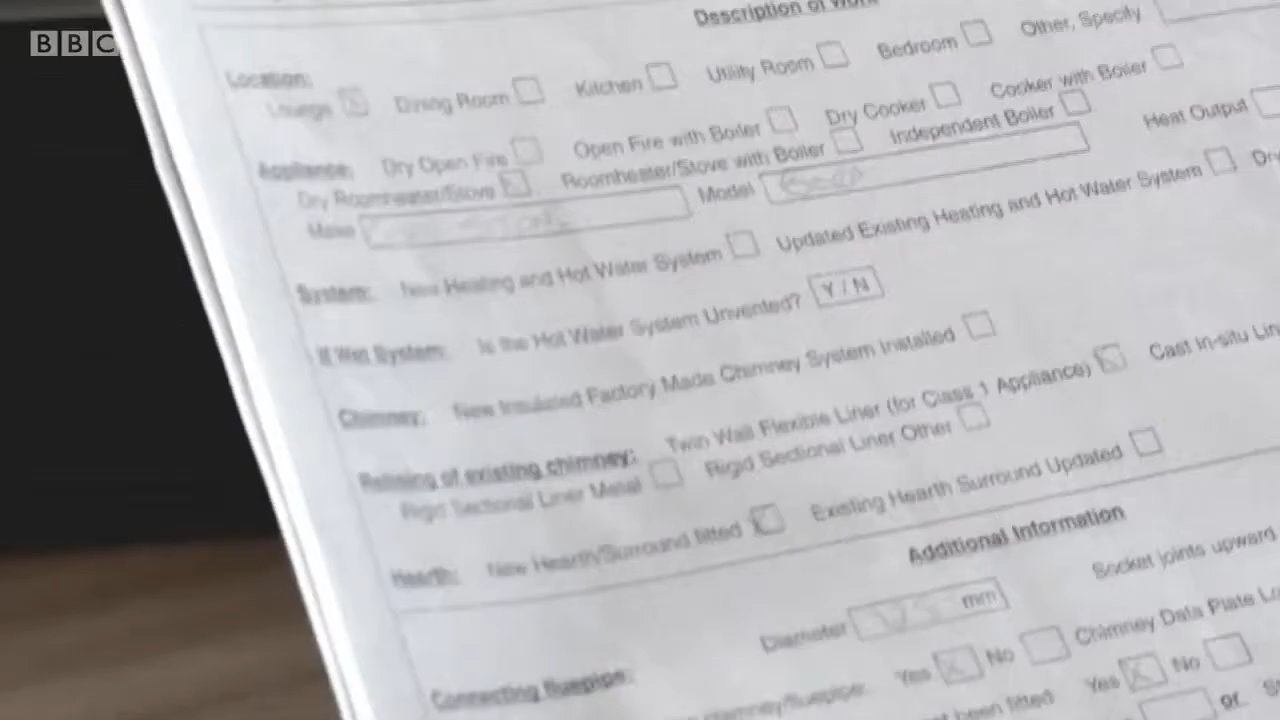 BBC
Description of Work
Location:
Lounge Dining Room Kitchen Utility Room Bedroom Other, Specify
Appliance: Dry Open Fire Open Fire with Boiler Dry Cooker Cooker with Boiler
Dry Roomheater/Stove Roomheater/Stove with Boiler Independent Boiler Heat Output
Make Model
System: New Heating and Hot Water System Updated Existing Heating and Hot Water System Dry
If Wet System: Is the Hot Water System Unvented? Y / N
Chimney: New Insulated Factory Made Chimney System Installed
Relining of existing chimney: Twin Wall Flexible Liner (for Class 1 Appliance) Cast in-situ
Rigid Sectional Liner Metal Rigid Sectional Liner Other
Hearth: New Hearth/Surround fitted Existing Hearth Surround Updated
Additional Information
Connecting fluepipe: Diameter mm Socket joints upward
chimney/fluepipe: Yes No Chimney Data Plate
been fitted Yes No
or